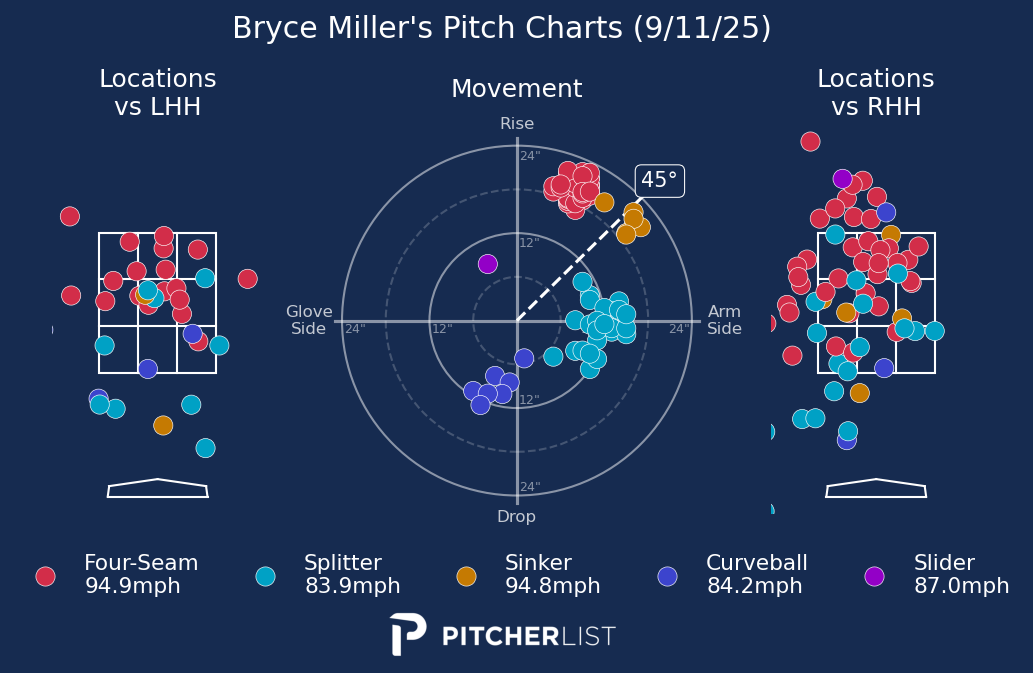 Bryce Miller's Pitch Charts (9/11/25)
Locations
vs LHH
Movement
Locations
vs RHH
Rise
24"
45°
12"
Glove
Side
24"
12"
24"
Arm
Side
12"
24"
Drop
Four-Seam
94.9mph
Splitter
83.9mph
Sinker
94.8mph
Curveball
84.2mph
Slider
87.0mph
PITCHERLIST